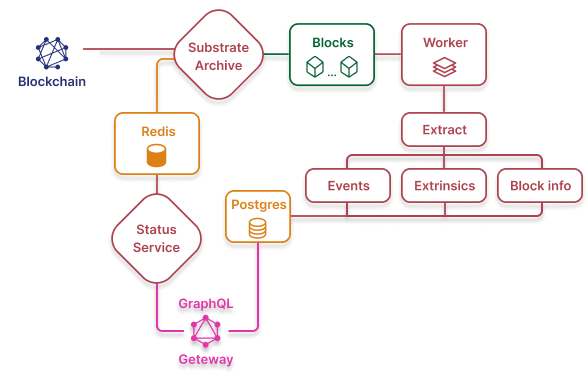 Blockchain
Substrate
Archive
Blocks
...
Worker
Redis
Extract
Events
Extrinsics
Block info
Postgres
Status
Service
GraphQL
Geteway